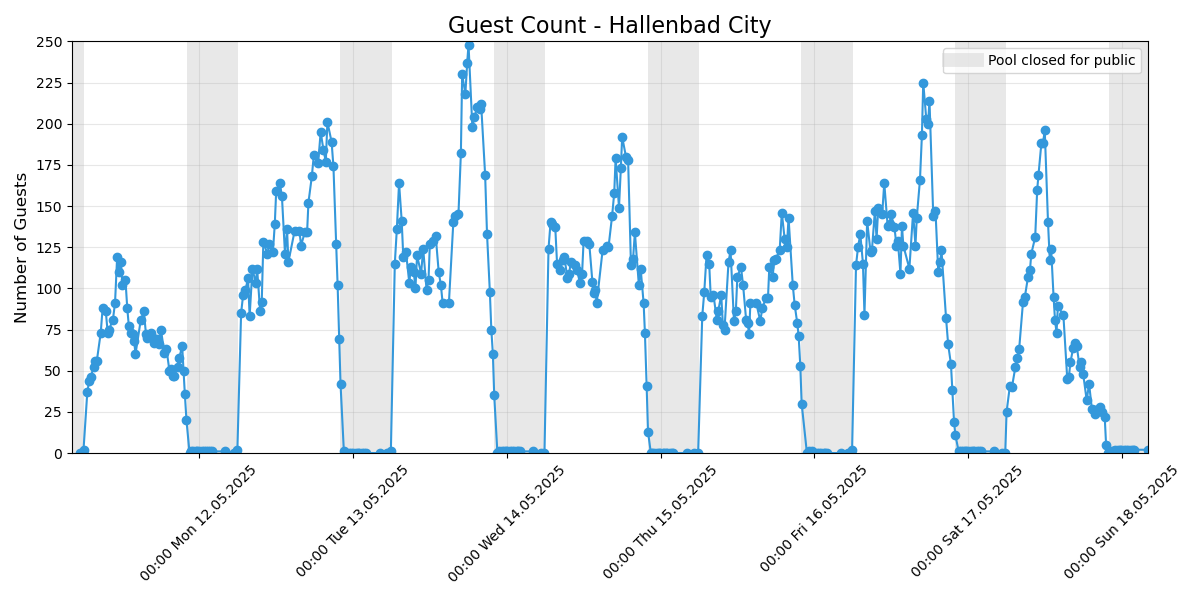 Guest Count - Hallenbad City
Pool closed for public
Number of Guests
250
225
200
175
150
125
100
75
50
25
0
00:00 Mon 12.05.2025
00:00 Tue 13.05.2025
00:00 Wed 14.05.2025
00:00 Thu 15.05.2025
00:00 Fri 16.05.2025
00:00 Sat 17.05.2025
00:00 Sun 18.05.2025